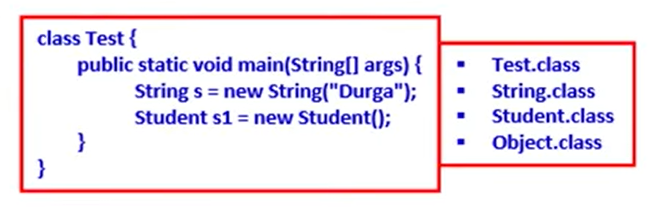 class Test {
public static void main(String[] args) {
String s = new String("Durga");
Student s1 = new Student();
}
}
▪ Test.class
▪ String.class
▪ Student.class
▪ Object.class